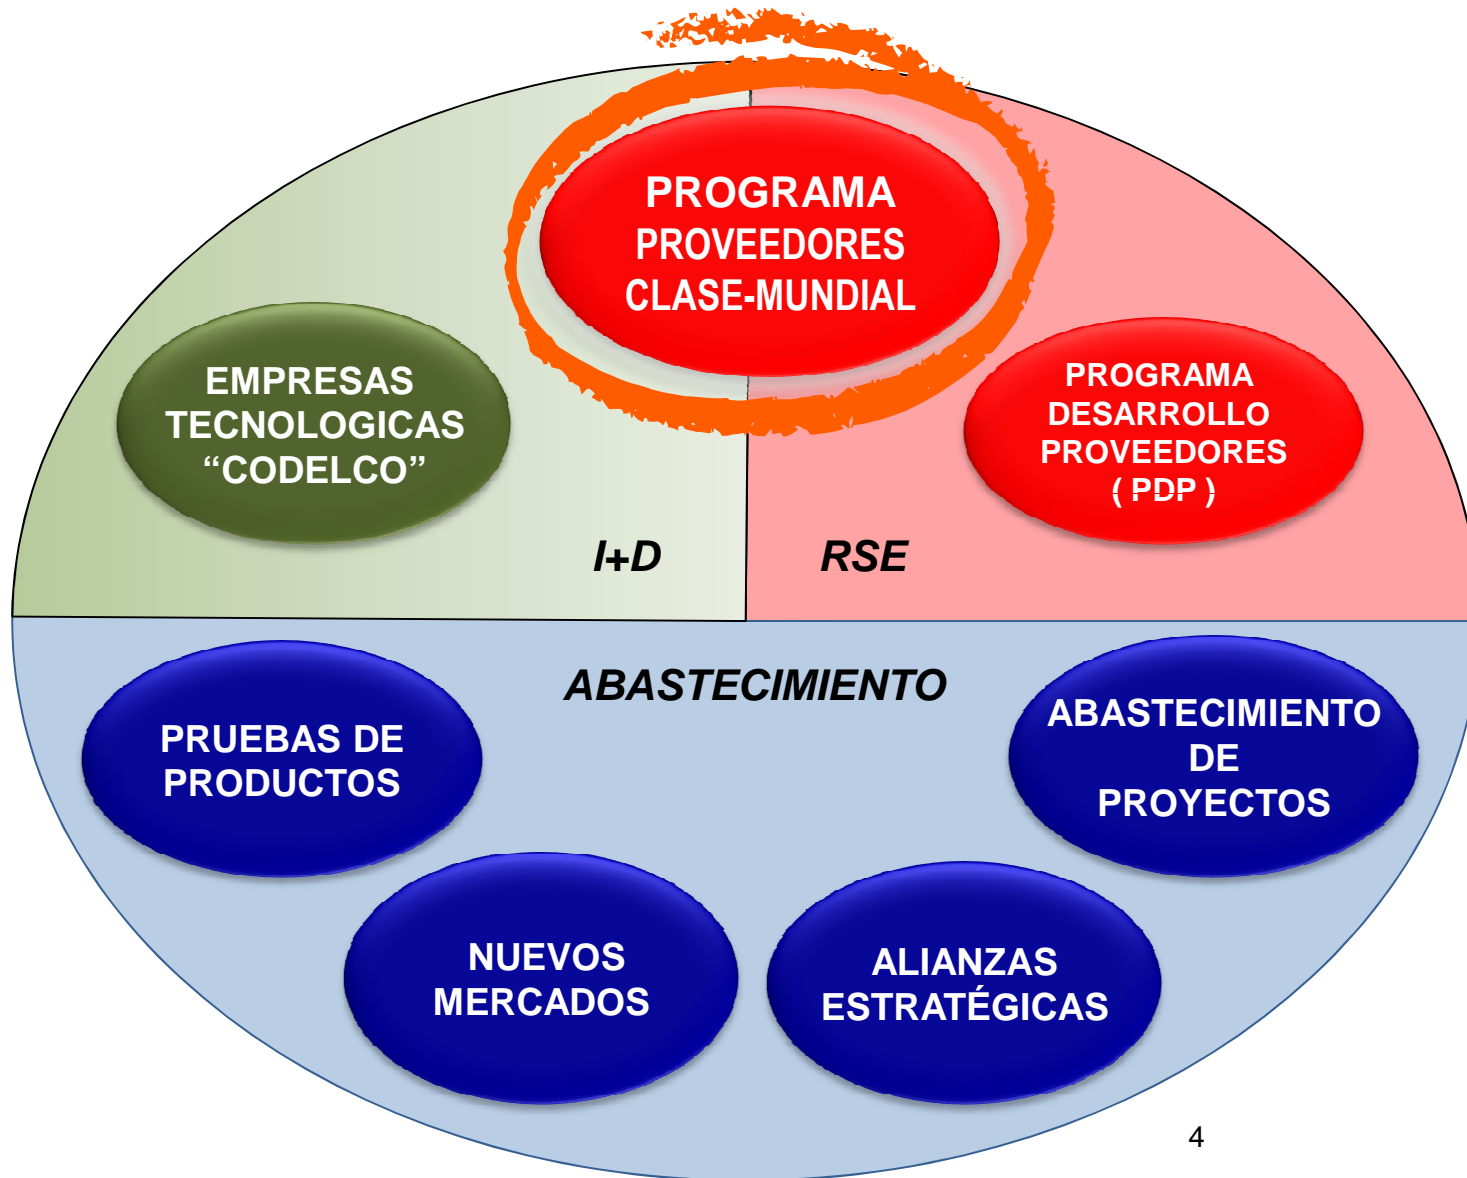 PROGRAMA
PROVEEDORES
CLASE-MUNDIAL
EMPRESAS
TECNOLOGICAS
“CODELCO”
PROGRAMA
DESARROLLO
PROVEEDORES
( PDP )
I+D
RSE
ABASTECIMIENTO
PRUEBAS DE
PRODUCTOS
ABASTECIMIENTO
DE
PROYECTOS
NUEVOS
MERCADOS
ALIANZAS
ESTRATÉGICAS
4